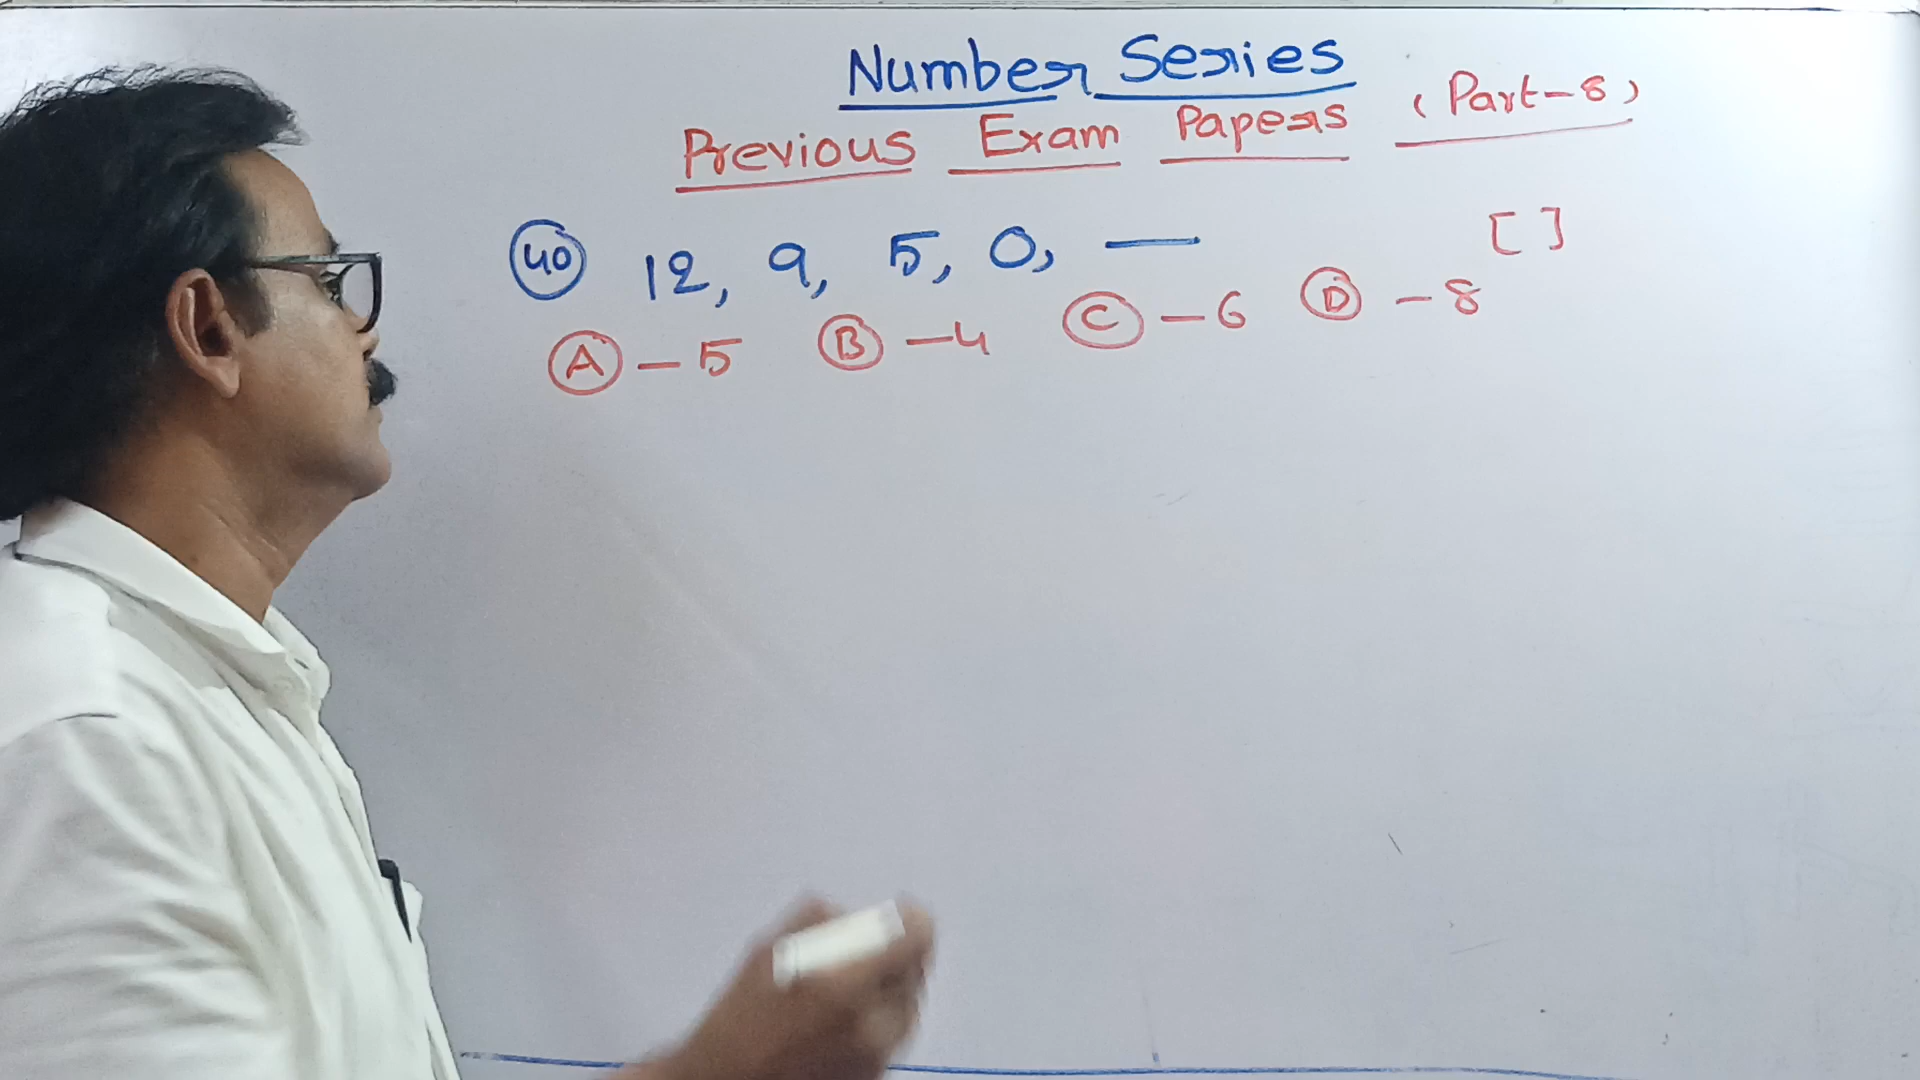 Number Series
Previous Exam Papers (Part-8)
40 12, 9, 5, 0, — [ ]
A -5 B -4 C -6 D -8